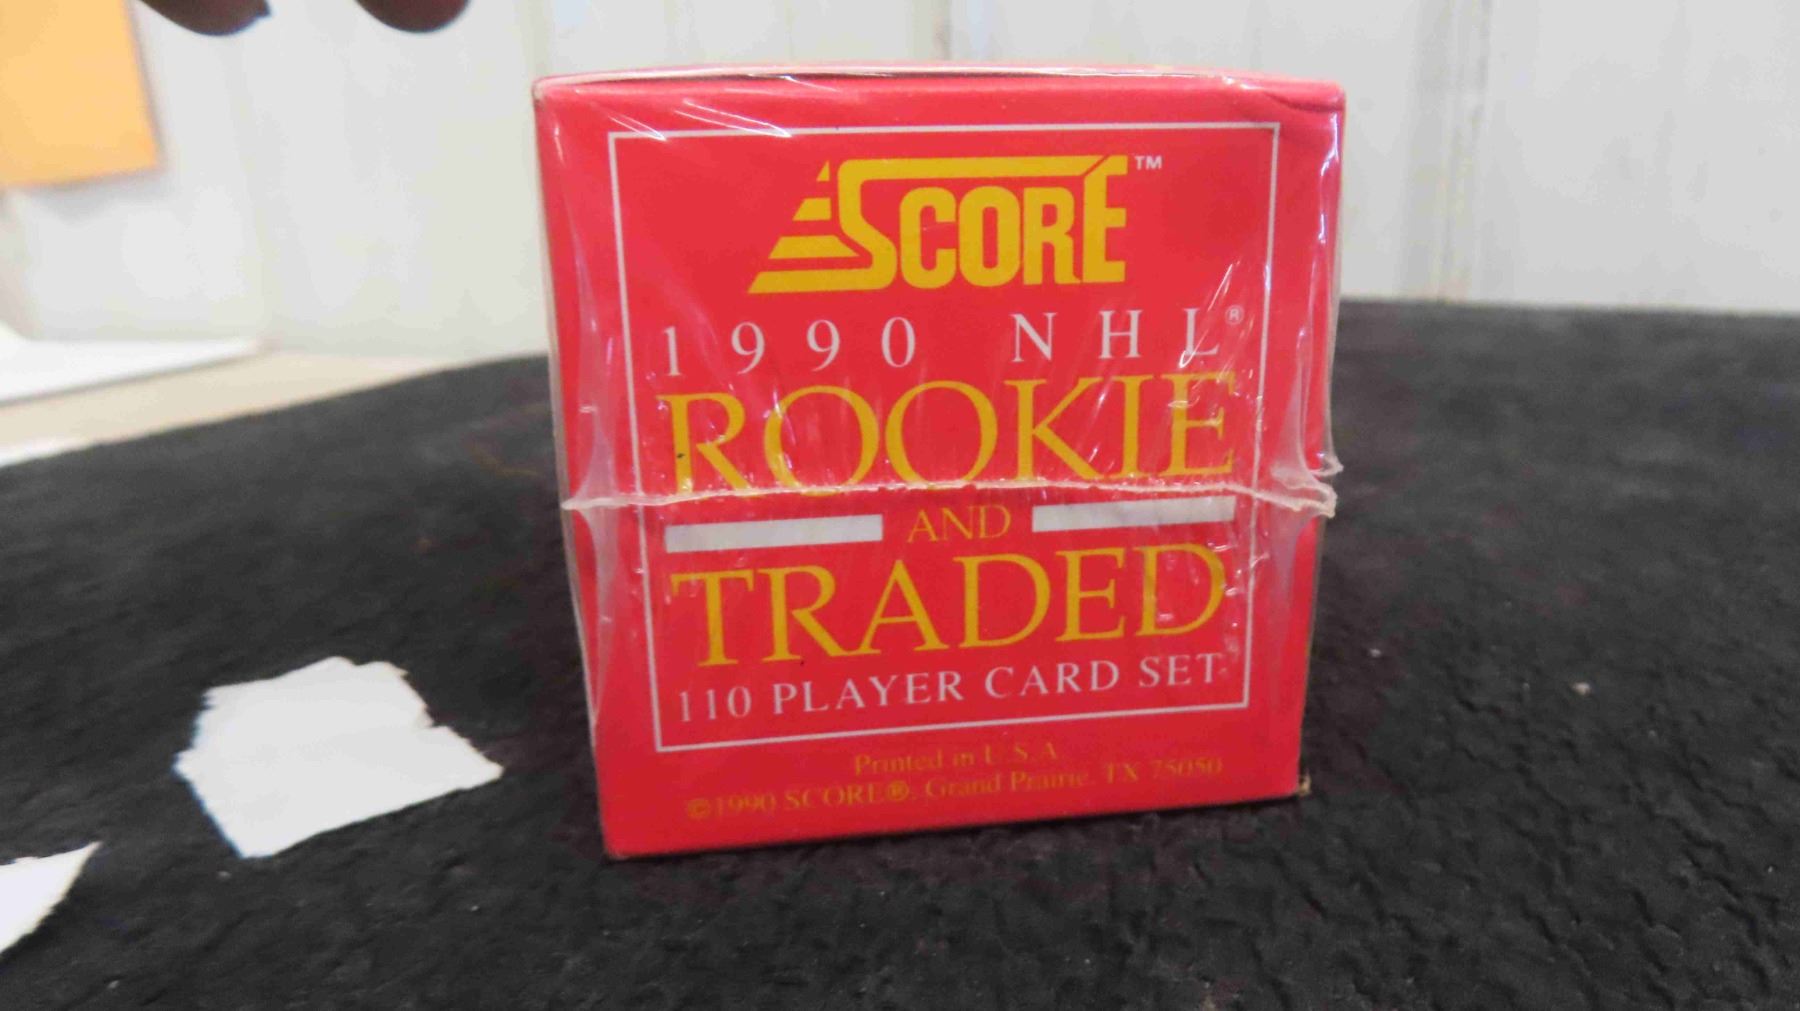 SCORE™
1990 NHL®
ROOKIE
AND
TRADED
110 PLAYER CARD SET
Printed in U.S.A
©1990 SCORE®, Grand Prairie, TX 75050